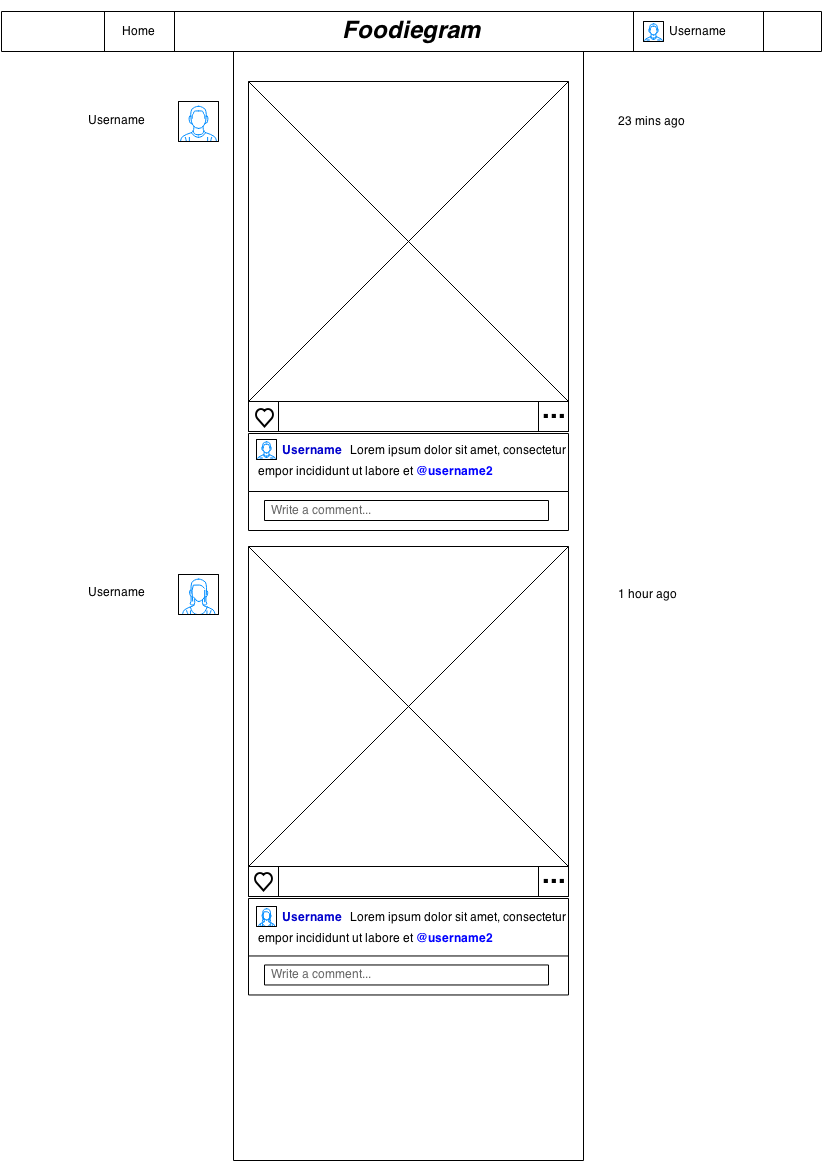 Home
Foodiegram
Username
Username
23 mins ago
Username Lorem ipsum dolor sit amet, consectetur
empor incididunt ut labore et @username2
Write a comment...
Username
1 hour ago
Username Lorem ipsum dolor sit amet, consectetur
empor incididunt ut labore et @username2
Write a comment...